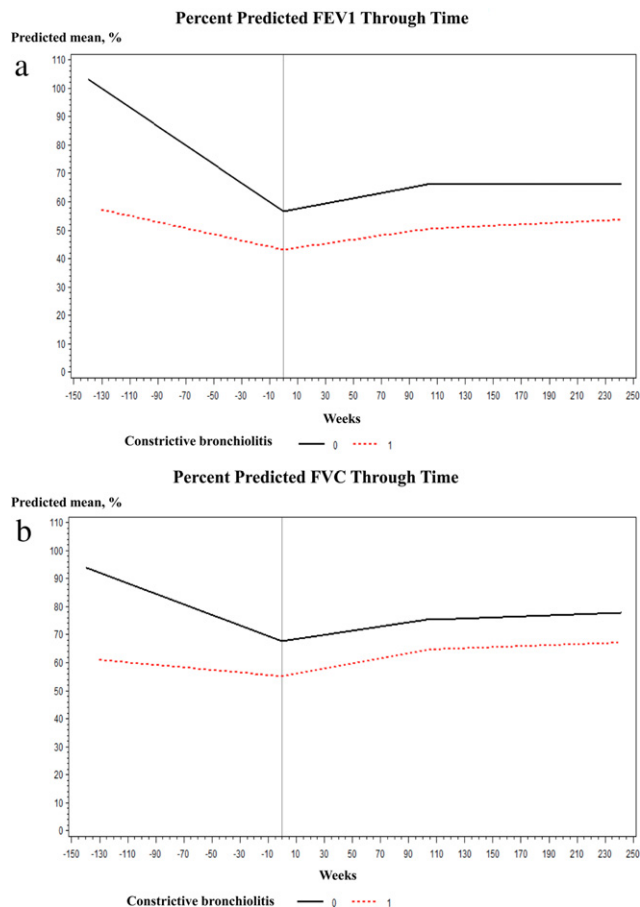 Percent Predicted FEV1 Through Time
Predicted mean, %
a
110
100
90
80
70
60
50
40
30
20
10
0
-150 -130 -110 -90 -70 -50 -30 -10 10 30 50 70 90 110 130 150 170 190 210 230 250
Weeks
Constrictive bronchiolitis 0 1
Percent Predicted FVC Through Time
Predicted mean, %
b
110
100
90
80
70
60
50
40
30
20
10
0
-150 -130 -110 -90 -70 -50 -30 -10 10 30 50 70 90 110 130 150 170 190 210 230 250
Weeks
Constrictive bronchiolitis 0 1